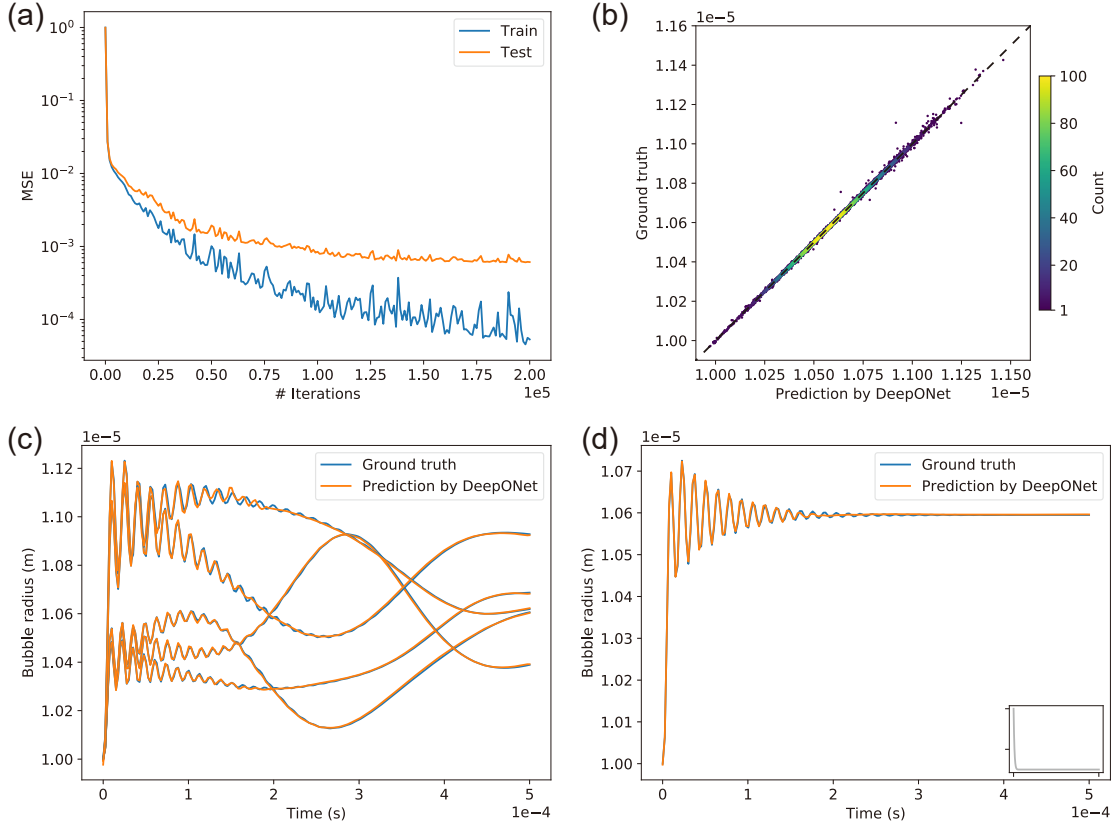 (a)
Train
Test
10⁰
10⁻¹
10⁻²
10⁻³
10⁻⁴
MSE
0.00 0.25 0.50 0.75 1.00 1.25 1.50 1.75 2.00
# Iterations
1e5
(b)
1e−5
1.16
1.14
1.12
1.10
1.08
1.06
1.04
1.02
1.00
Ground truth
1.000 1.025 1.050 1.075 1.100 1.125 1.150
Prediction by DeepONet
1e−5
100
80
60
40
20
1
Count
(c)
1e−5
Ground truth
Prediction by DeepONet
1.12
1.10
1.08
1.06
1.04
1.02
1.00
Bubble radius (m)
0 1 2 3 4 5
Time (s)
1e−4
(d)
1e−5
Ground truth
Prediction by DeepONet
1.07
1.06
1.05
1.04
1.03
1.02
1.01
1.00
Bubble radius (m)
0 1 2 3 4 5
Time (s)
1e−4